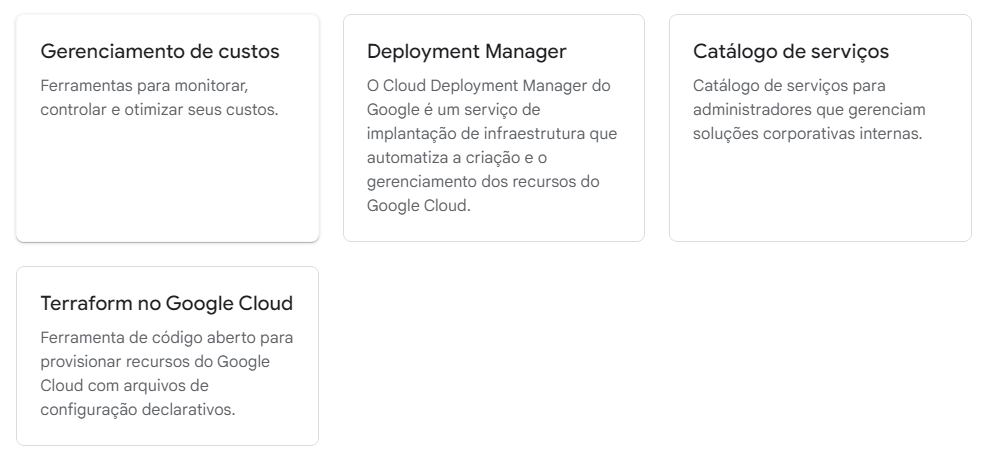 Gerenciamento de custos
Ferramentas para monitorar,
controlar e otimizar seus custos.
Deployment Manager
O Cloud Deployment Manager do
Google é um serviço de
implantação de infraestrutura que
automatiza a criação e o
gerenciamento dos recursos do
Google Cloud.
Catálogo de serviços
Catálogo de serviços para
administradores que gerenciam
soluções corporativas internas.
Terraform no Google Cloud
Ferramenta de código aberto para
provisionar recursos do Google
Cloud com arquivos de
configuração declarativos.